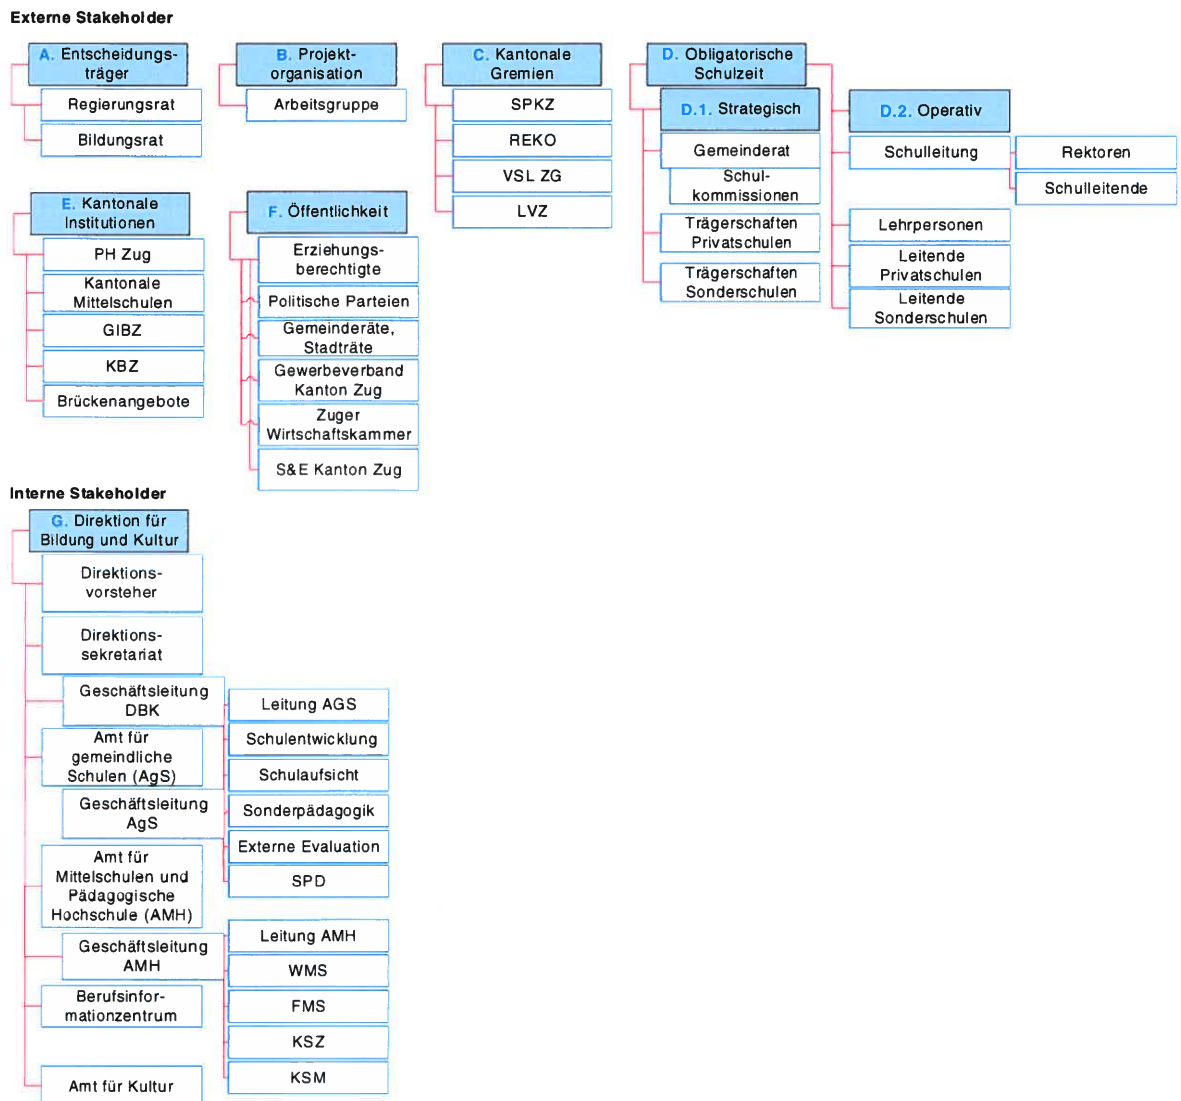 Externe Stakeholder
A. Entscheidungs-
träger
Regierungsrat
Bildungsrat
B. Projekt-
organisation
Arbeitsgruppe
C. Kantonale
Gremien
SPKZ
REKO
VSL ZG
LVZ
D. Obligatorische
Schulzeit
D.1. Strategisch
Gemeinderat
Schul-
kommissionen
Trägerschaften
Privatschulen
Trägerschaften
Sonderschulen
D.2. Operativ
Schulleitung
Rektoren
Schulleitende
Lehrpersonen
Leitende
Privatschulen
Leitende
Sonderschulen
E. Kantonale
Institutionen
PH Zug
Kantonale
Mittelschulen
GIBZ
KBZ
Brückenangebote
F. Öffentlichkeit
Erziehungs-
berechtigte
Politische Parteien
Gemeinderäte,
Stadträte
Gewerbeverband
Kanton Zug
Zuger
Wirtschaftskammer
S&E Kanton Zug
Interne Stakeholder
G. Direktion für
Bildung und Kultur
Direktions-
vorsteher
Direktions-
sekretariat
Geschäftsleitung
DBK
Amt für
gemeindliche
Schulen (AgS)
Geschäftsleitung
AgS
Leitung AGS
Schulentwicklung
Schulaufsicht
Sonderpädagogik
Externe Evaluation
SPD
Amt für
Mittelschulen und
Pädagogische
Hochschule (AMH)
Geschäftsleitung
AMH
Leitung AMH
WMS
FMS
KSZ
KSM
Berufsinfor-
mationzentrum
Amt für Kultur